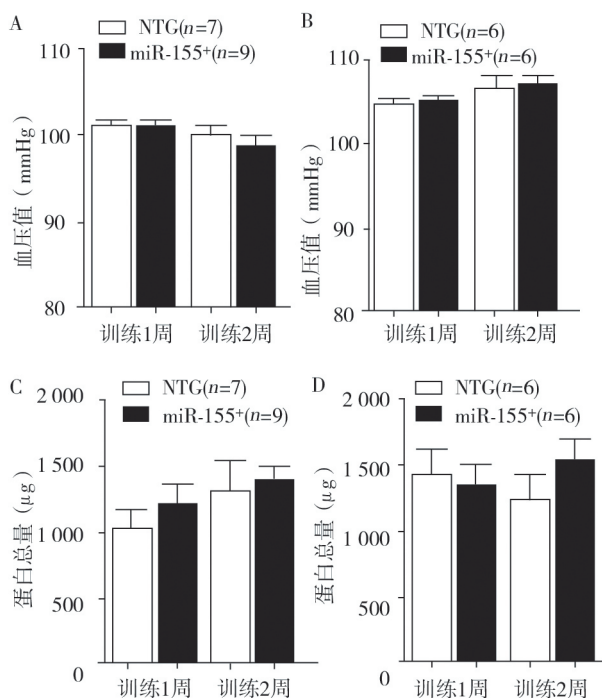 A
NTG(n=7)
miR-155⁺(n=9)
110
100
90
80
血压值（mmHg）
训练1周
训练2周
B
NTG(n=6)
miR-155⁺(n=6)
110
100
90
80
血压值（mmHg）
训练1周
训练2周
C
NTG(n=7)
miR-155⁺(n=9)
2 000
1 500
1 000
500
0
蛋白总量（μg）
训练1周
训练2周
D
NTG(n=6)
miR-155⁺(n=6)
2 000
1 500
1 000
500
0
蛋白总量（μg）
训练1周
训练2周